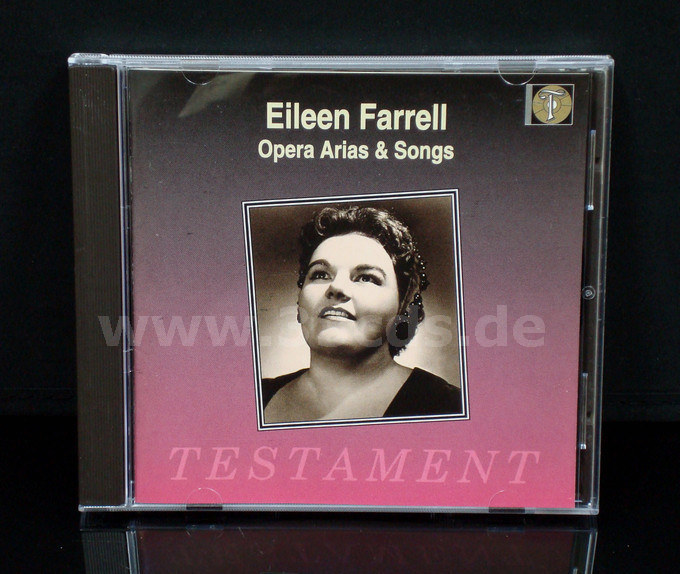 Eileen Farrell
Opera Arias & Songs
TESTAMENT